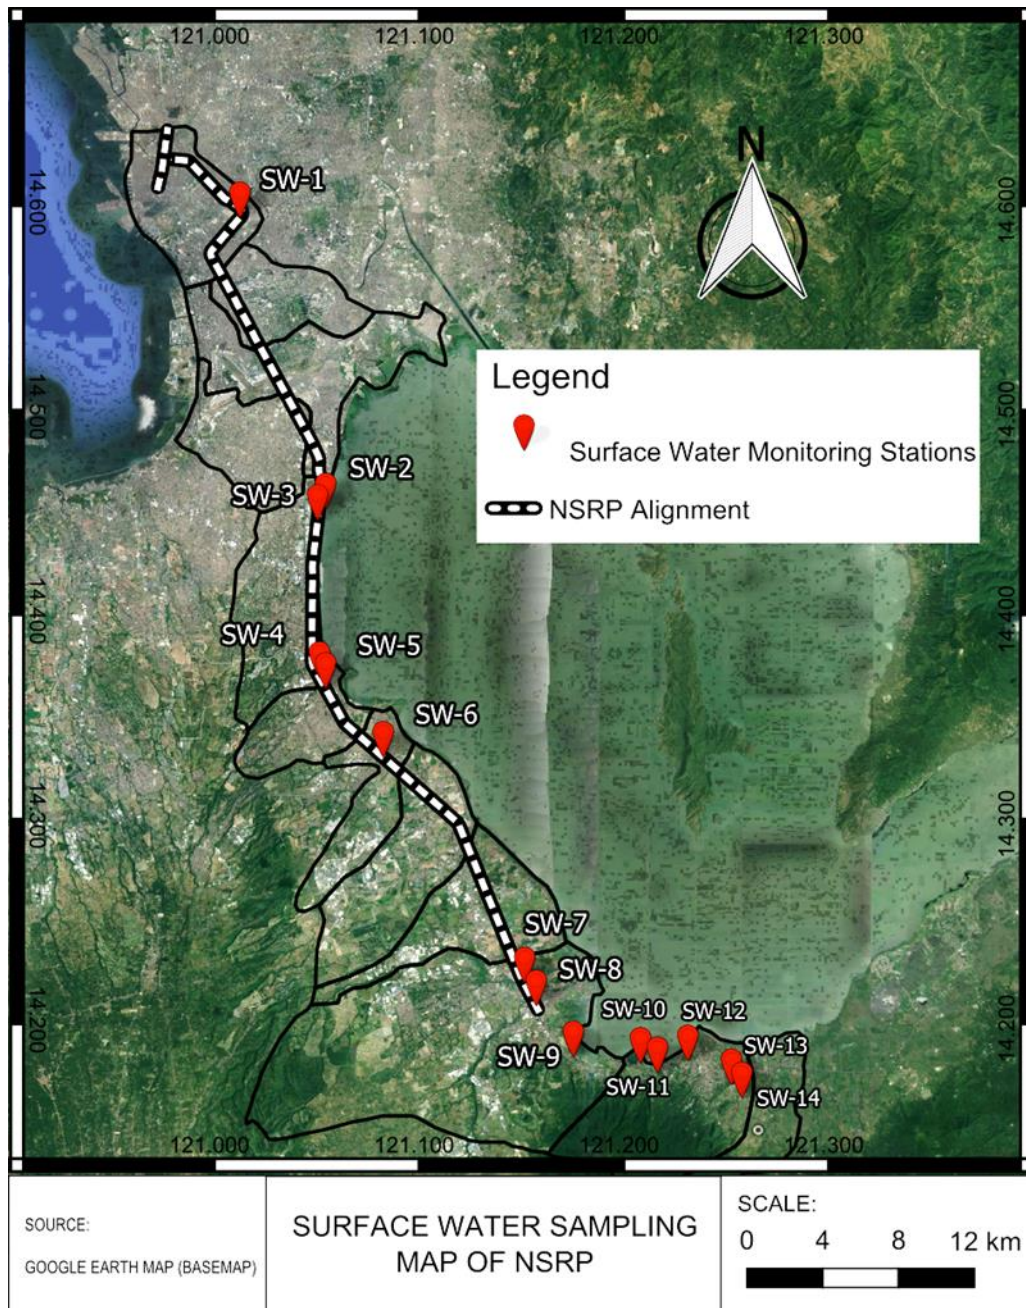 121.000 121.100 121.200 121.300
N
SW-1
14.600
14.600
Legend
Surface Water Monitoring Stations
NSRP Alignment
14.500
14.500
SW-2
SW-3
14.400
14.400
SW-4
SW-5
SW-6
14.300
14.300
SW-7
SW-8
14.200
14.200
SW-10
SW-12
SW-9
SW-13
SW-11
SW-14
121.000 121.100 121.200 121.300
SOURCE:
GOOGLE EARTH MAP (BASEMAP)
SURFACE WATER SAMPLING
MAP OF NSRP
SCALE:
0 4 8 12 km